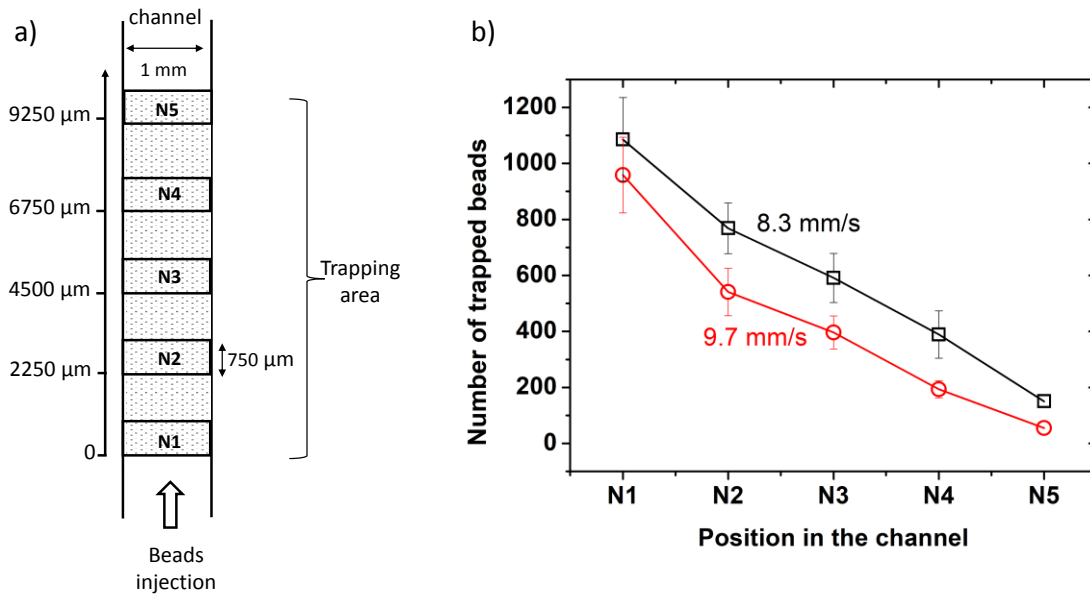 a)
channel
1 mm
9250 µm
6750 µm
4500 µm
2250 µm
0
N5
N4
N3
N2
N1
750 µm
Trapping
area
Beads
injection
b)
Number of trapped beads
1200
1000
800
600
400
200
0
8.3 mm/s
9.7 mm/s
N1 N2 N3 N4 N5
Position in the channel